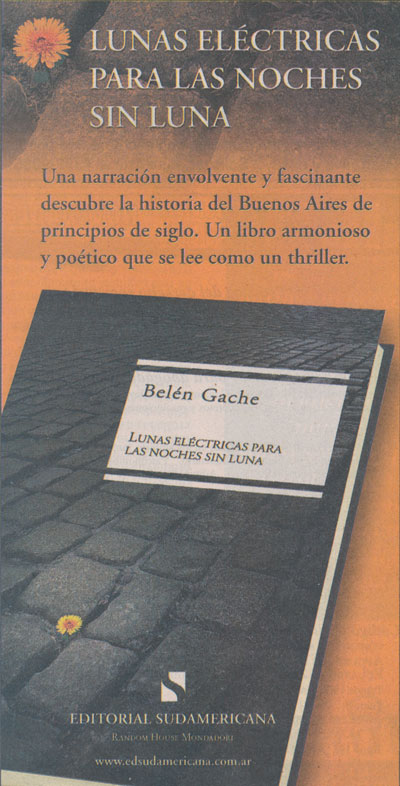 LUNAS ELÉCTRICAS
PARA LAS NOCHES
SIN LUNA
Una narración envolvente y fascinante
descubre la historia del Buenos Aires de
principios de siglo. Un libro armonioso
y poético que se lee como un thriller.
Belén Gache
LUNAS ELÉCTRICAS PARA
LAS NOCHES SIN LUNA
EDITORIAL SUDAMERICANA
RANDOM HOUSE MONDADORI
www.edsudamericana.com.ar